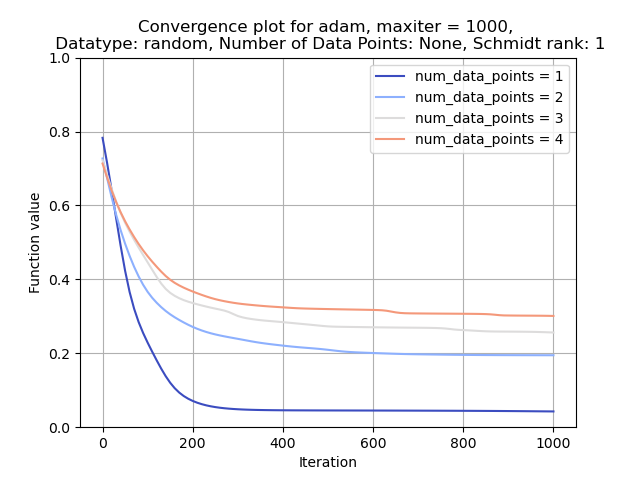 Convergence plot for adam, maxiter = 1000,
Datatype: random, Number of Data Points: None, Schmidt rank: 1
1.0
0.8
0.6
0.4
0.2
0.0
Function value
num_data_points = 1
num_data_points = 2
num_data_points = 3
num_data_points = 4
0 200 400 600 800 1000
Iteration